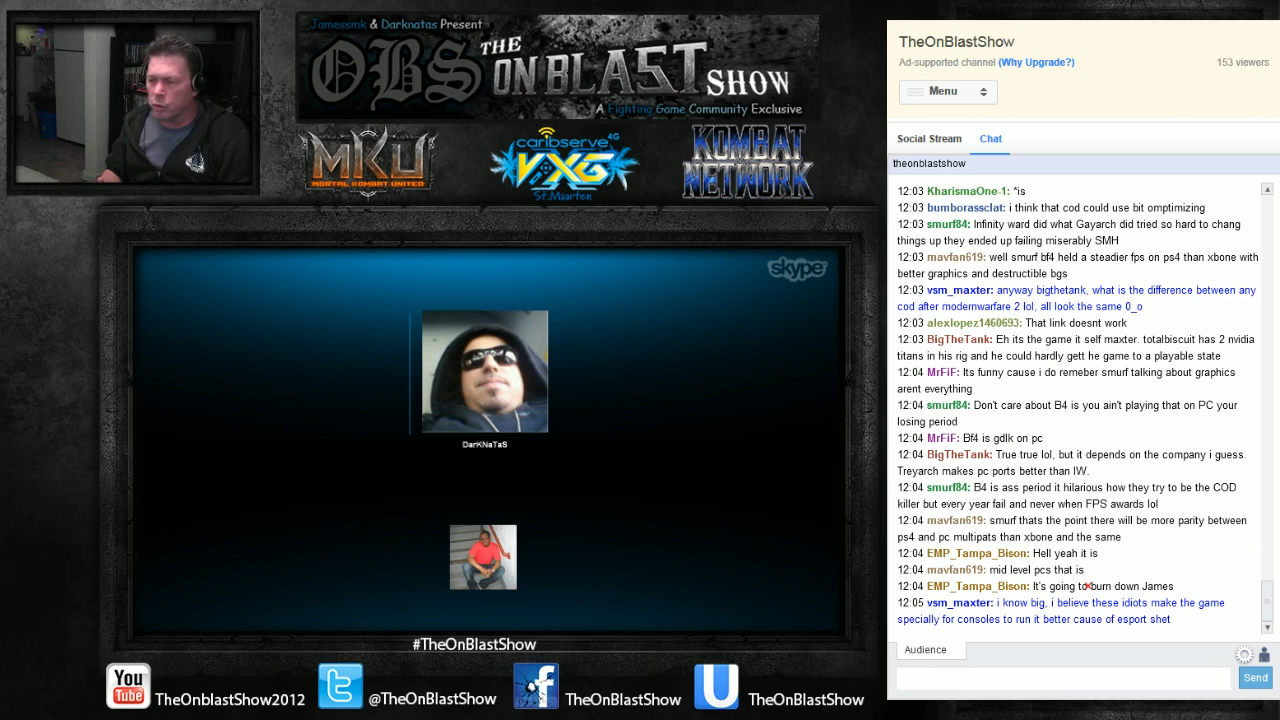 Jamessmk & Darknatas Present
OBS THE ON BLAST SHOW
A Fighting Game Community Exclusive
MKU
MORTAL KOMBAT UNITED
caribserve 4G
VXG
St.Maarten
KOMBAT
NETWORK
skype
DarKNaTaS
#TheOnBlastShow
You
Tube
TheOnblastShow2012
t
@TheOnBlastShow
f
TheOnBlastShow
U
TheOnBlastShow
TheOnBlastShow
Ad-supported channel (Why Upgrade?)
153 viewers
Menu
Social Stream
Chat
theonblastshow
12:03 KharismaOne-1: *is
12:03 bumborassclat: i think that cod could use bit omptimizing
12:03 smurf84: Infinity ward did what Gayarch did tried so hard to chang
things up they ended up failing miserably SMH
12:03 mavfan619: well smurf bf4 held a steadier fps on ps4 than xbone with
better graphics and destructible bgs
12:03 vsm_maxter: anyway bigthetank, what is the difference between any
cod after modernwarfare 2 lol, all look the same 0_o
12:03 alexlopez1460693: That link doesnt work
12:03 BigTheTank: Eh its the game it self maxter. totalbiscuit has 2 nvidia
titans in his rig and he could hardly gett he game to a playable state
12:04 MrFiF: Its funny cause i do remeber smurf talking about graphics
arent everything
12:04 smurf84: Don't care about B4 is you ain't playing that on PC your
losing period
12:04 MrFiF: Bf4 is gdlk on pc
12:04 BigTheTank: True true lol, but it depends on the company i guess.
Treyarch makes pc ports better than IW.
12:04 smurf84: B4 is ass period it hilarious how they try to be the COD
killer but every year fail and never when FPS awards lol
12:04 mavfan619: smurf thats the point there will be more parity between
ps4 and pc multipats than xbone and the same
12:04 EMP_Tampa_Bison: Hell yeah it is
12:04 mavfan619: mid level pcs that is
12:04 EMP_Tampa_Bison: It's going to burn down James
12:05 vsm_maxter: i know big, i believe these idiots make the game
specially for consoles to run it better cause of esport shet
Audience
Send